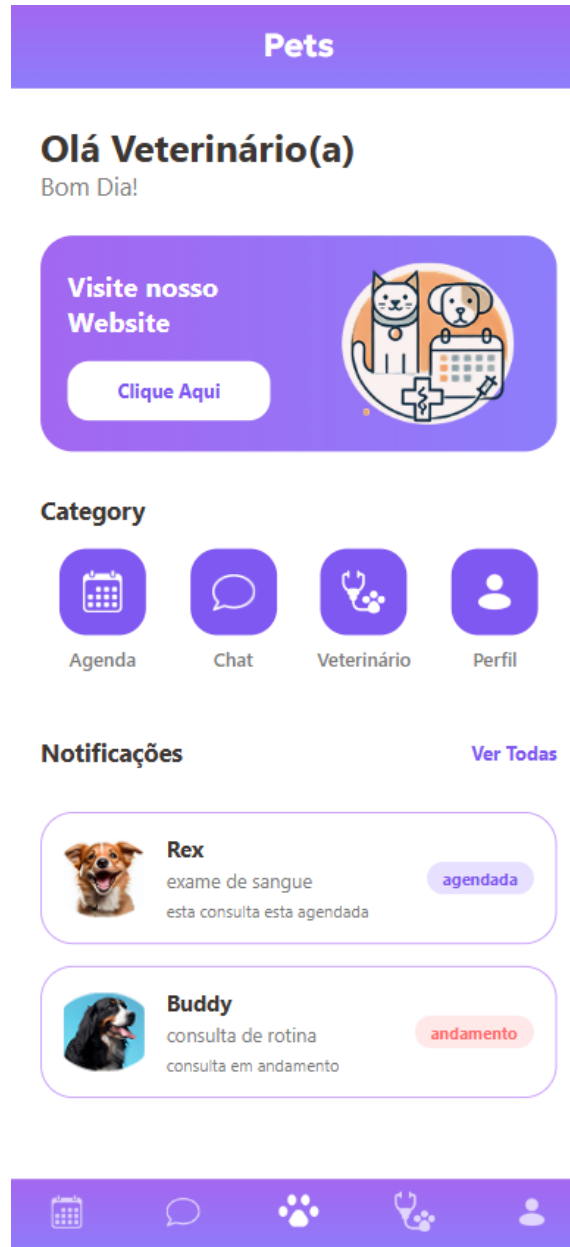 Pets
Olá Veterinário(a)
Bom Dia!
Visite nosso
Website
Clique Aqui
Category
Agenda
Chat
Veterinário
Perfil
Notificações
Ver Todas
Rex
exame de sangue
esta consulta esta agendada
agendada
Buddy
consulta de rotina
consulta em andamento
andamento